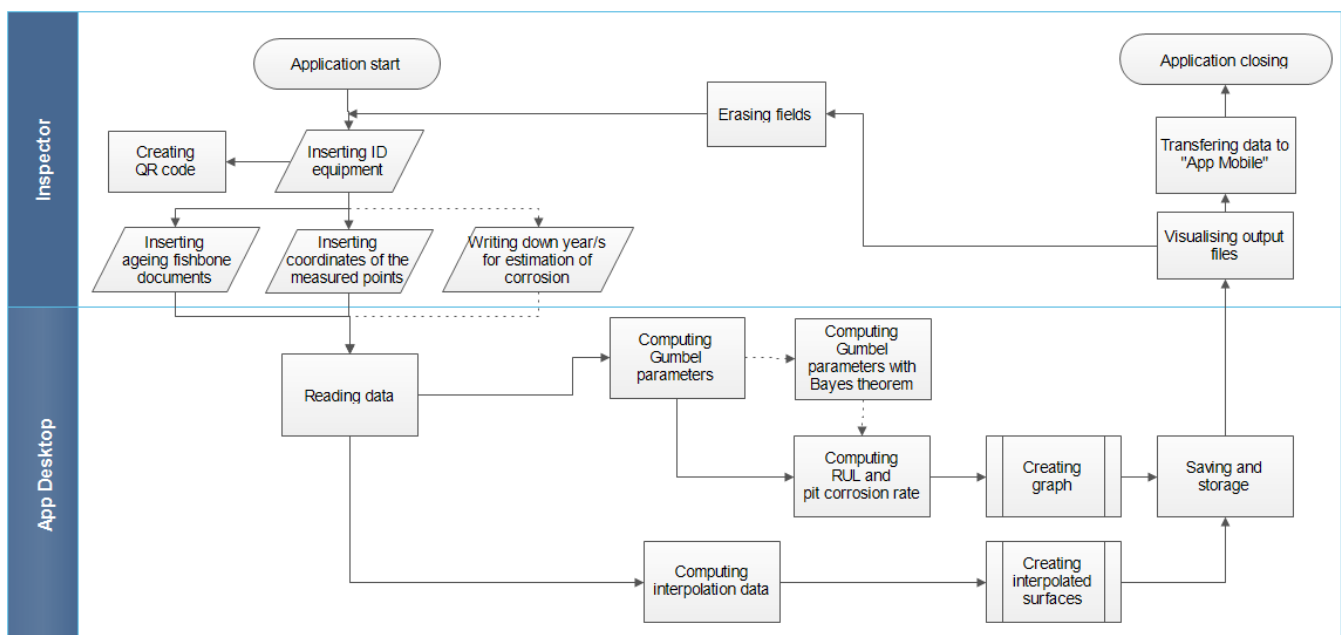 Inspector
Application start
Application closing
Erasing fields
Creating
QR code
Inserting ID
equipment
Transfering data to
"App Mobile"
Inserting
ageing fishbone
documents
Inserting
coordinates of the
measured points
Writing down year/s
for estimation of
corrosion
Visualising output
files
App Desktop
Reading data
Computing
Gumbel
parameters
Computing
Gumbel
parameters with
Bayes theorem
Computing
RUL and
pit corrosion rate
Creating
graph
Saving and
storage
Computing
interpolation data
Creating
interpolated
surfaces